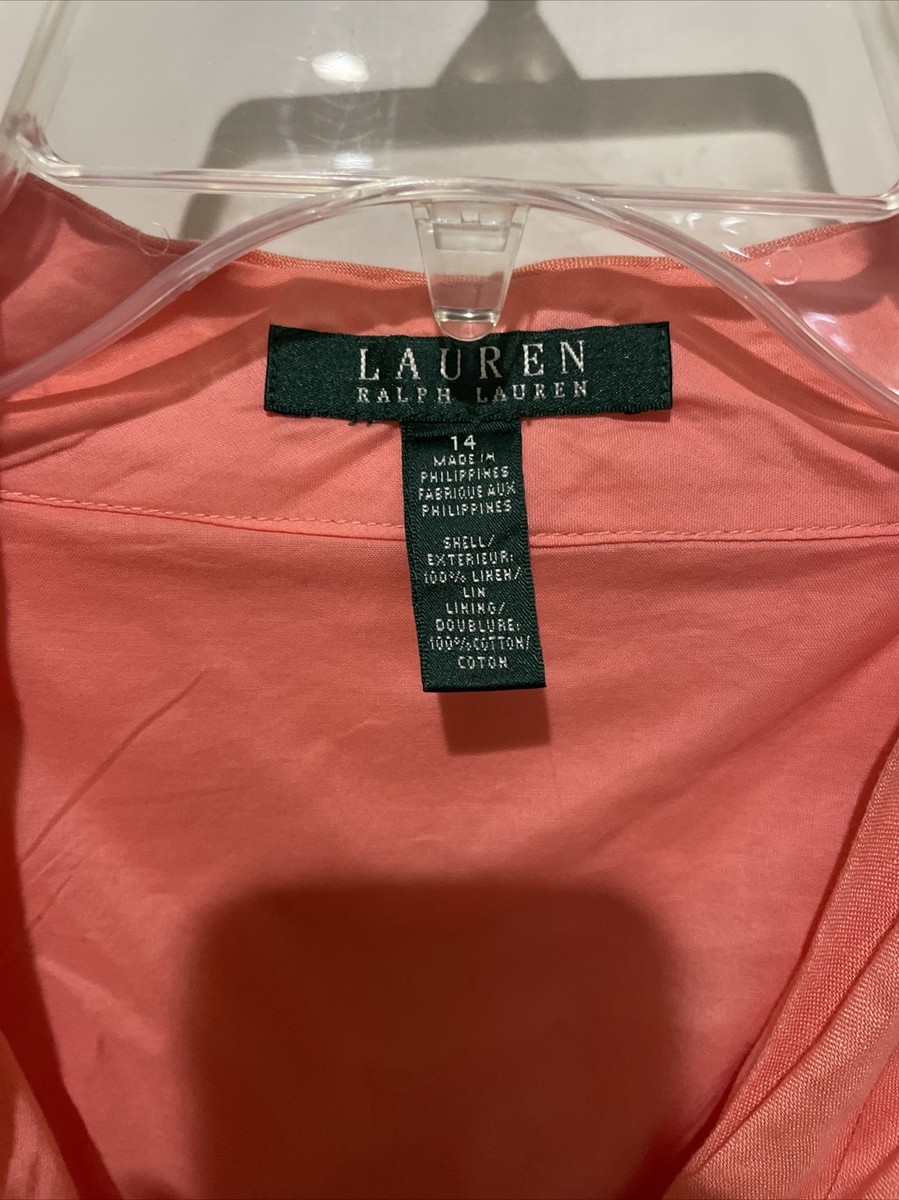 LAUREN
RALPH LAUREN
14
MADE IN
PHILIPPINES
FABRIQUE AUX
PHILIPPINES
SHELL/
EXTERIEUR:
100% LINEN/
LIN
LINING/
DOUBLURE:
100%COTTON/
COTON